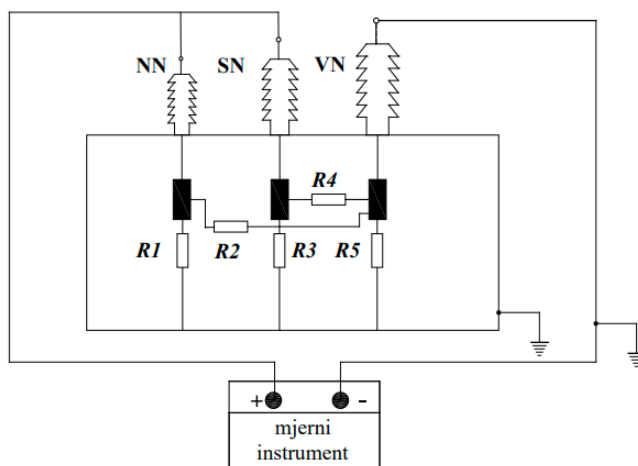 NN SN VN
R4
R1 R2 R3 R5
+ -
mjerni
instrument